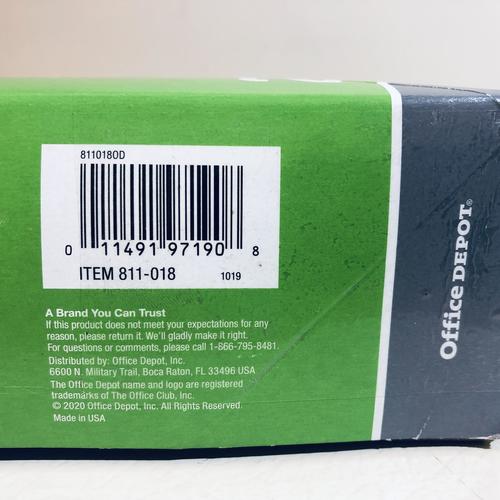 811018OD
0 11491 97190 8
ITEM 811-018 1019
A Brand You Can Trust
If this product does not meet your expectations for any
reason, please return it. We'll gladly make it right.
For questions or comments, please call 1-866-795-8481.
Distributed by: Office Depot, Inc.
6600 N. Military Trail, Boca Raton, FL 33496 USA
The Office Depot name and logo are registered
trademarks of The Office Club, Inc.
© 2020 Office Depot, Inc. All Rights Reserved.
Made in USA
Office DEPOT®